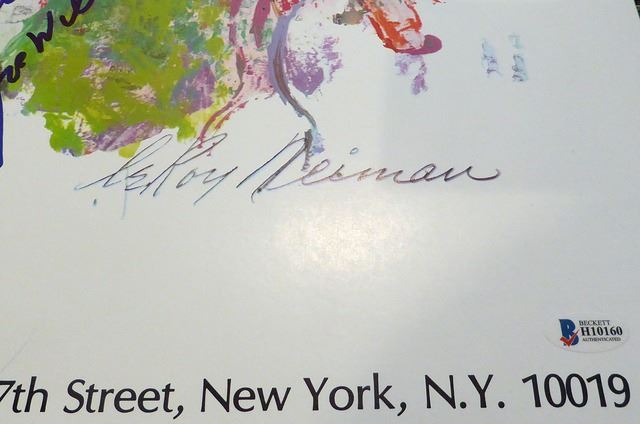 LeRoy Neiman
BECKETT
H10160
AUTHENTICATED
7th Street, New York, N.Y. 10019